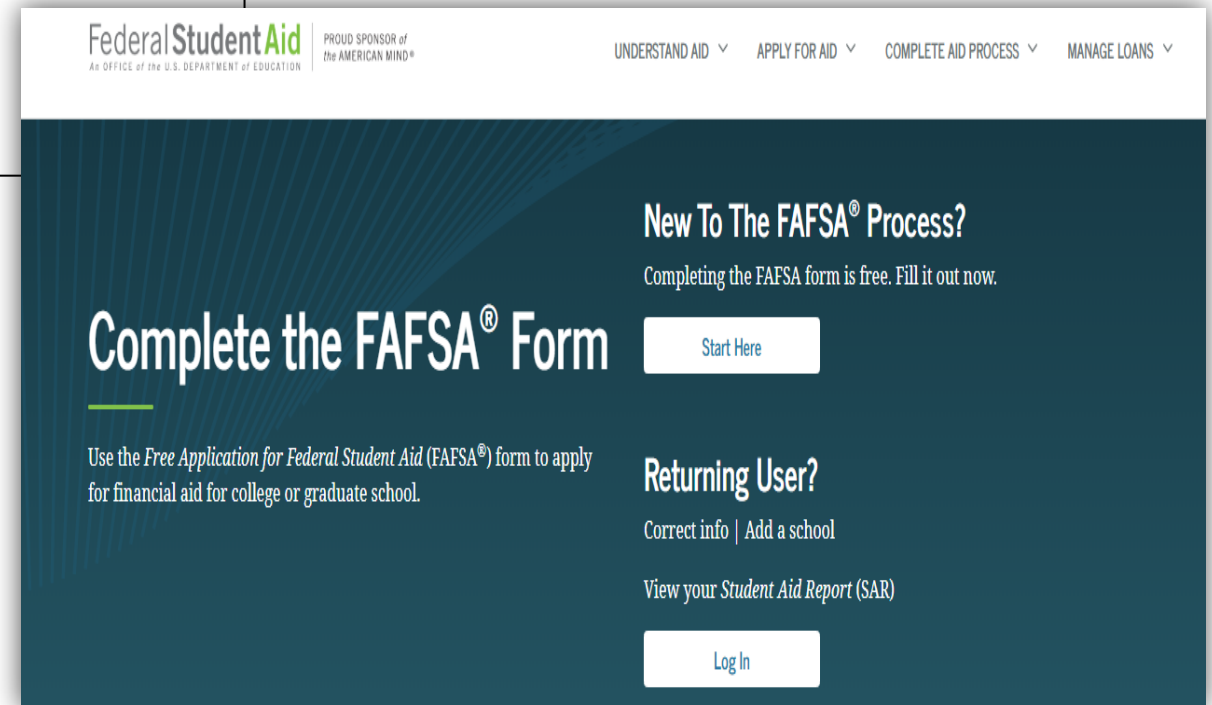 Federal Student Aid
An OFFICE of the U.S. DEPARTMENT of EDUCATION
PROUD SPONSOR of
the AMERICAN MIND®
UNDERSTAND AID
APPLY FOR AID
COMPLETE AID PROCESS
MANAGE LOANS
Complete the FAFSA® Form
Use the Free Application for Federal Student Aid (FAFSA®) form to apply
for financial aid for college or graduate school.
New To The FAFSA® Process?
Completing the FAFSA form is free. Fill it out now.
Start Here
Returning User?
Correct info | Add a school
View your Student Aid Report (SAR)
Log In